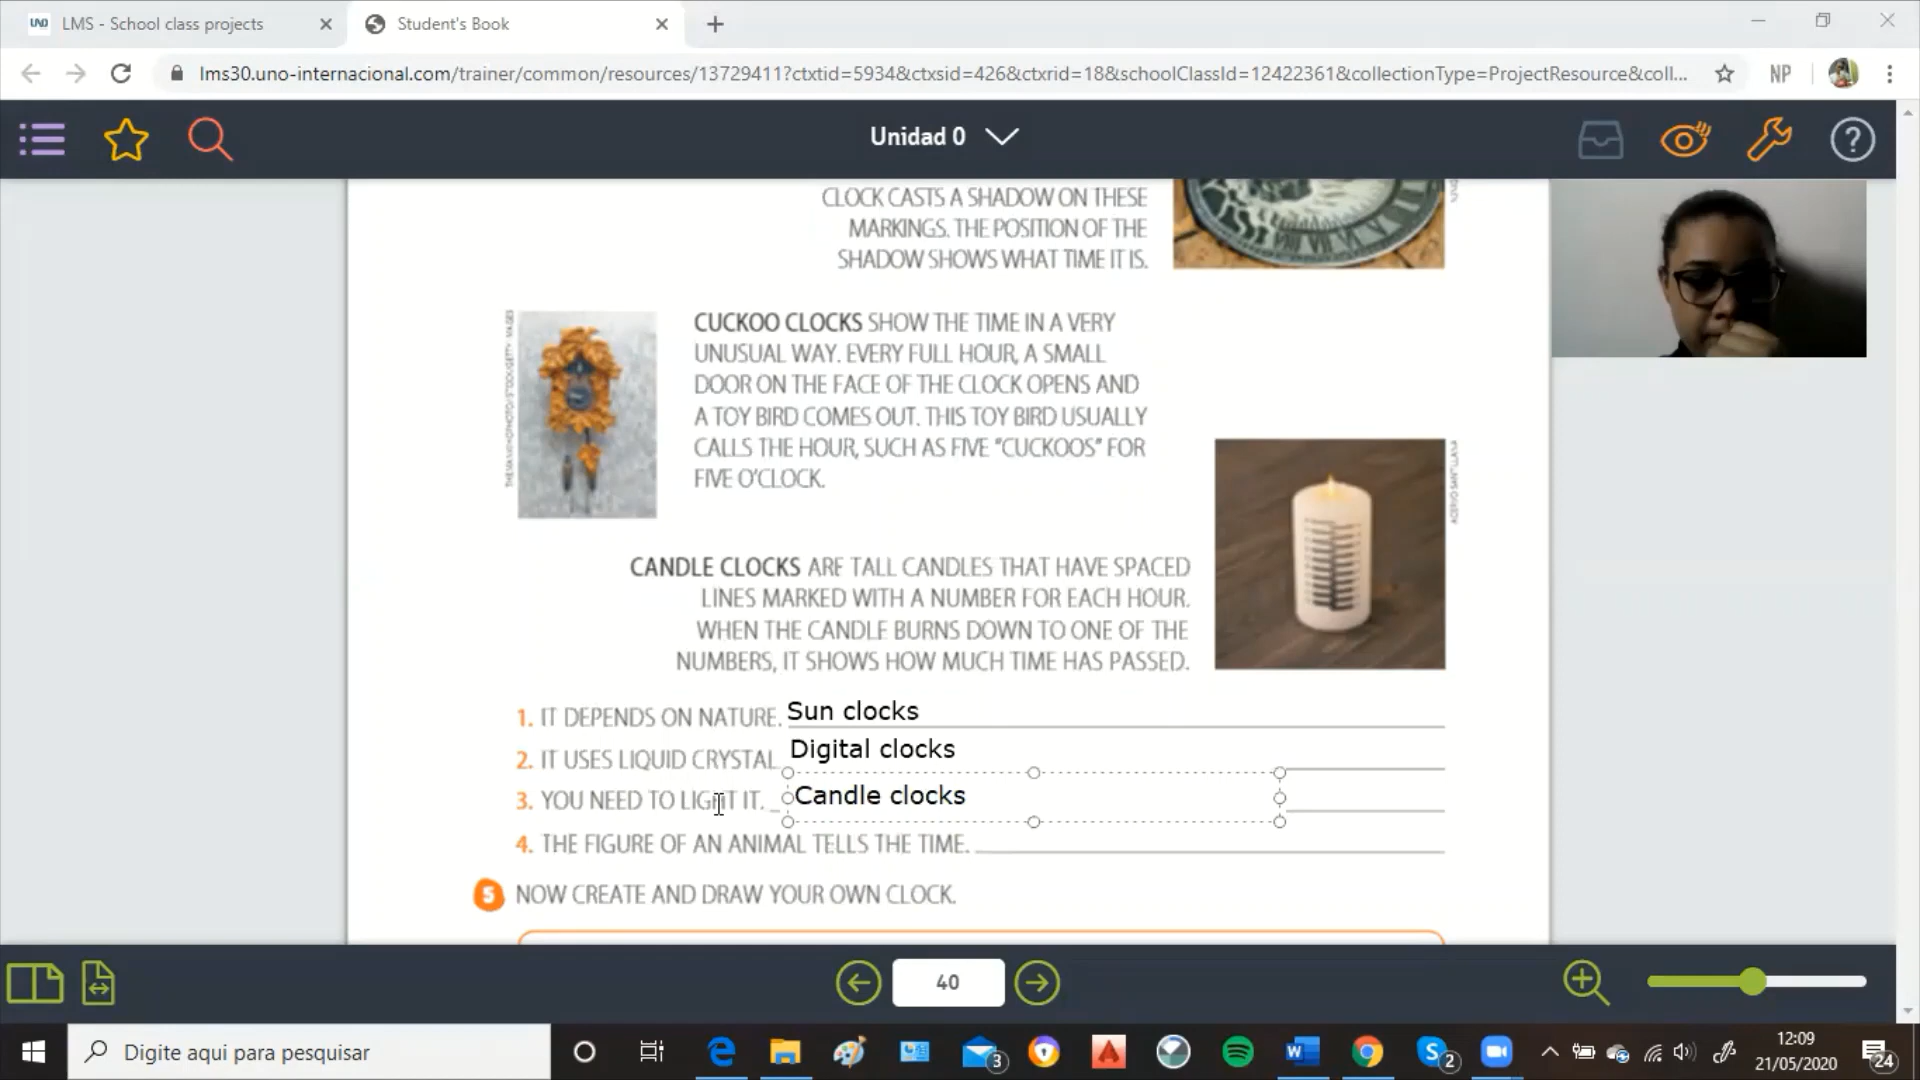 UNO LMS - School class projects
Student's Book
lms30.uno-internacional.com/trainer/common/resources/13729411?ctxtid=5934&ctxsid=426&ctxrid=18&schoolClassId=12422361&collectionType=ProjectResource&coll...
NP
Unidad 0
CLOCK CASTS A SHADOW ON THESE
MARKINGS. THE POSITION OF THE
SHADOW SHOWS WHAT TIME IT IS.
CUCKOO CLOCKS SHOW THE TIME IN A VERY
UNUSUAL WAY. EVERY FULL HOUR, A SMALL
DOOR ON THE FACE OF THE CLOCK OPENS AND
A TOY BIRD COMES OUT. THIS TOY BIRD USUALLY
CALLS THE HOUR, SUCH AS FIVE "CUCKOOS" FOR
FIVE O'CLOCK.
ACERVO SANTILLANA
CANDLE CLOCKS ARE TALL CANDLES THAT HAVE SPACED
LINES MARKED WITH A NUMBER FOR EACH HOUR.
WHEN THE CANDLE BURNS DOWN TO ONE OF THE
NUMBERS, IT SHOWS HOW MUCH TIME HAS PASSED.
1. IT DEPENDS ON NATURE. Sun clocks
2. IT USES LIQUID CRYSTAL Digital clocks
3. YOU NEED TO LIGHT IT. Candle clocks
4. THE FIGURE OF AN ANIMAL TELLS THE TIME.
5 NOW CREATE AND DRAW YOUR OWN CLOCK.
40
Digite aqui para pesquisar
3
2
12:09
21/05/2020
24